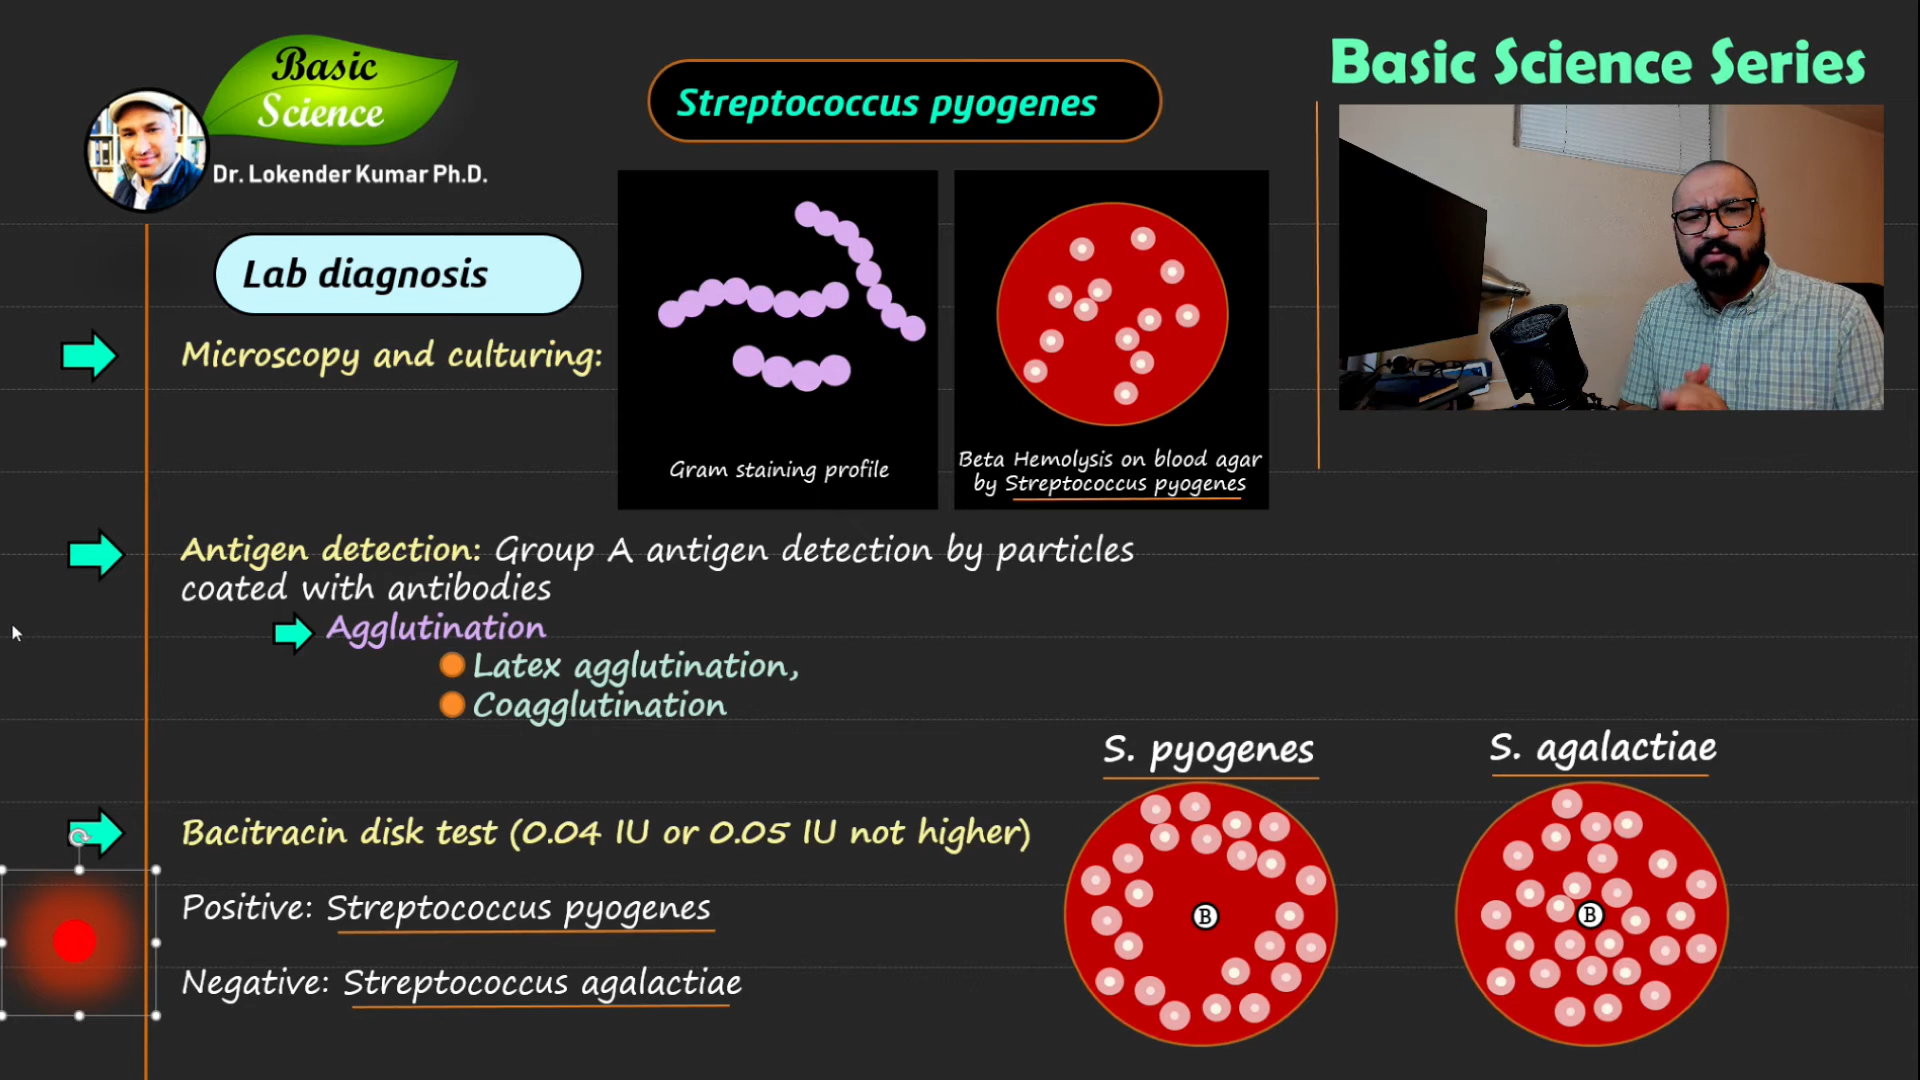 Basic
Science
Dr. Lokender Kumar Ph.D.
Streptococcus pyogenes
Basic Science Series
Lab diagnosis
Microscopy and culturing:
Gram staining profile
Beta Hemolysis on blood agar
by Streptococcus pyogenes
Antigen detection: Group A antigen detection by particles
coated with antibodies
Agglutination
Latex agglutination,
Coagglutination
S. pyogenes
S. agalactiae
Bacitracin disk test (0.04 IU or 0.05 IU not higher)
B
B
Positive: Streptococcus pyogenes
Negative: Streptococcus agalactiae